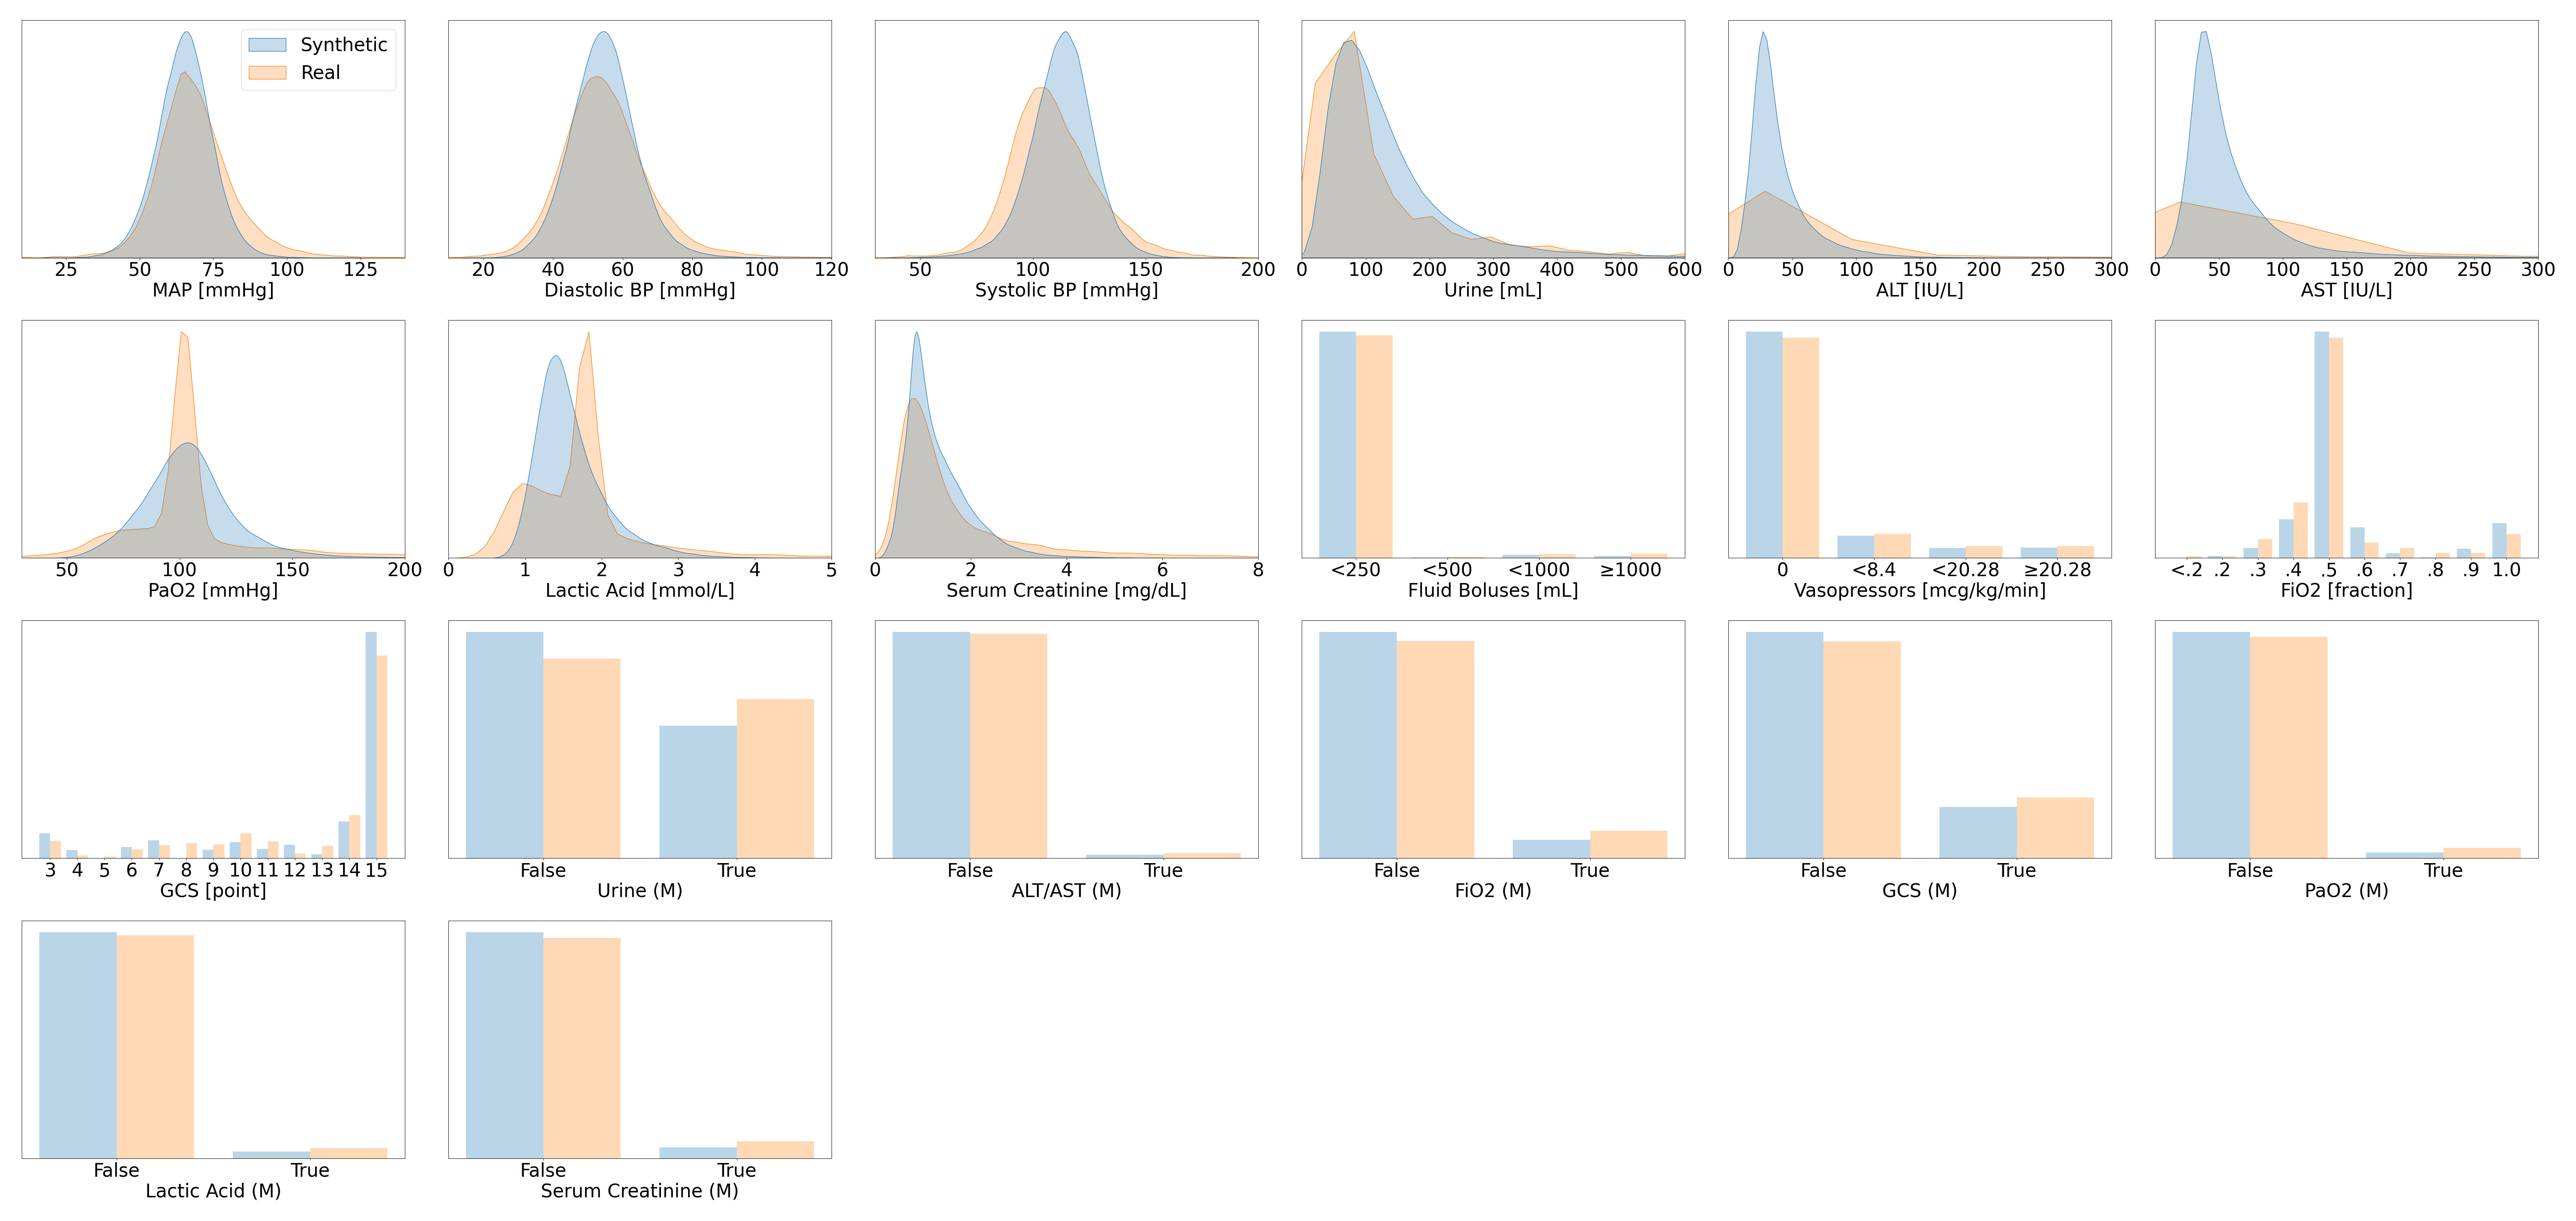 Synthetic
Real
25 50 75 100 125
MAP [mmHg]
20 40 60 80 100 120
Diastolic BP [mmHg]
50 100 150 200
Systolic BP [mmHg]
0 100 200 300 400 500 600
Urine [mL]
0 50 100 150 200 250 300
ALT [IU/L]
0 50 100 150 200 250 300
AST [IU/L]
50 100 150 200
PaO2 [mmHg]
0 1 2 3 4 5
Lactic Acid [mmol/L]
0 2 4 6 8
Serum Creatinine [mg/dL]
<250 <500 <1000 ≥1000
Fluid Boluses [mL]
0 <8.4 <20.28 ≥20.28
Vasopressors [mcg/kg/min]
<.2 .2 .3 .4 .5 .6 .7 .8 .9 1.0
FiO2 [fraction]
3 4 5 6 7 8 9 10 11 12 13 14 15
GCS [point]
False True
Urine (M)
False True
ALT/AST (M)
False True
FiO2 (M)
False True
GCS (M)
False True
PaO2 (M)
False True
Lactic Acid (M)
False True
Serum Creatinine (M)